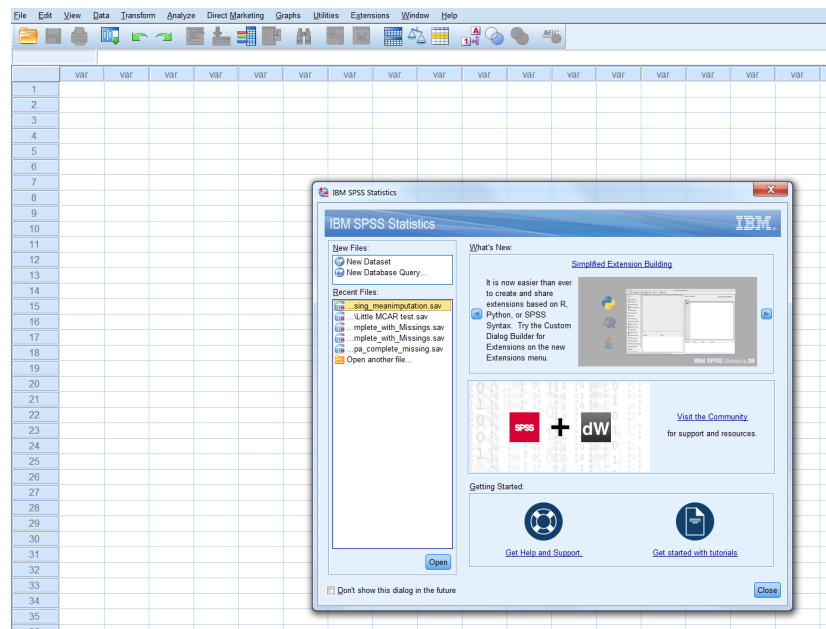 File Edit View Data Transform Analyze Direct Marketing Graphs Utilities Extensions Window Help
var var var var var var var var var var var var var var var var var
1
2
3
4
5
6
7
8
9
10
11
12
13
14
15
16
17
18
19
20
21
22
23
24
25
26
27
28
29
30
31
32
33
34
35
IBM SPSS Statistics
IBM SPSS Statistics
IBM.
New Files:
New Dataset
New Database Query...
Recent Files:
...sing_meanimputation.sav
...\Little MCAR test.sav
...mplete_with_Missings.sav
...mplete_with_Missings.sav
...pa_complete_missing.sav
Open another file...
Open
What's New:
Simplified Extension Building
It is now easier than ever
to create and share
extensions based on R,
Python, or SPSS
Syntax. Try the Custom
Dialog Builder for
Extensions on the new
Extensions menu.
IBM SPSS Statistics 24
SPSS + dW
Visit the Community
for support and resources.
Getting Started:
Get Help and Support.
Get started with tutorials
Don't show this dialog in the future
Close